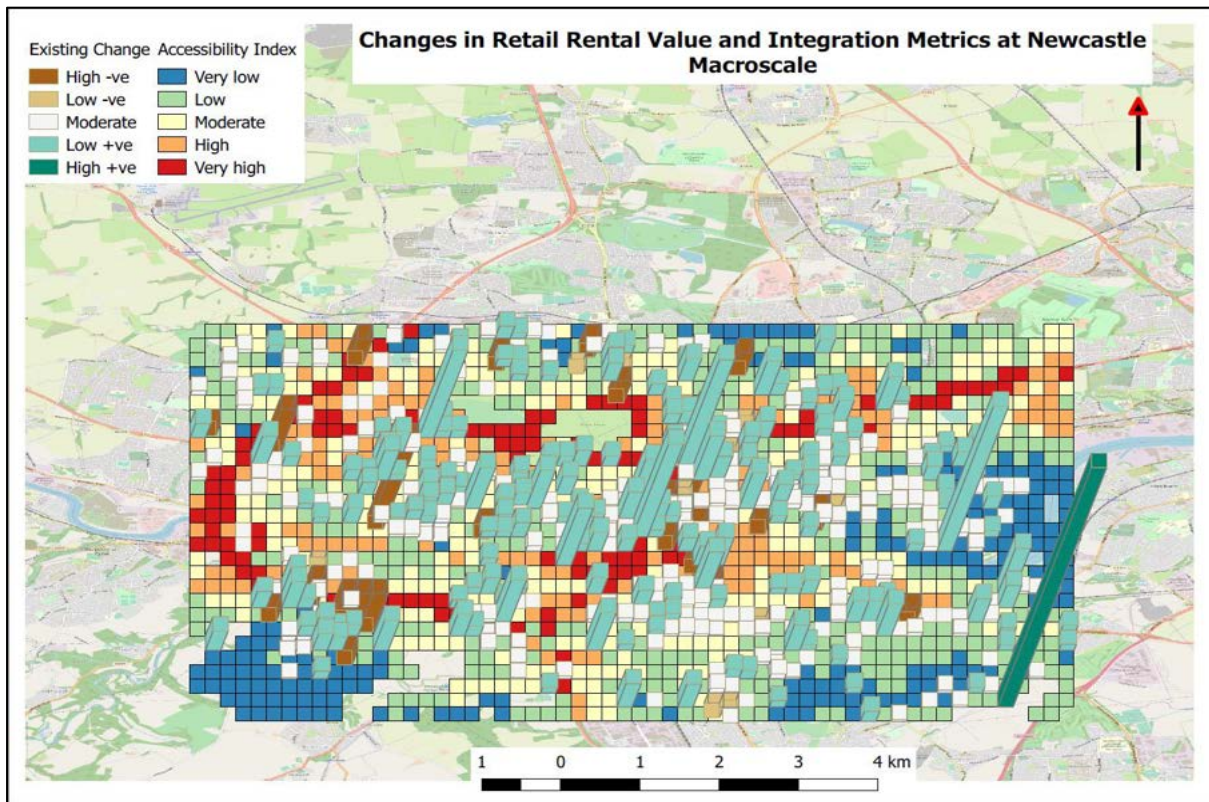 Changes in Retail Rental Value and Integration Metrics at Newcastle
Macroscale
Existing Change Accessibility Index
High -ve Very low
Low -ve Low
Moderate Moderate
Low +ve High
High +ve Very high
1 0 1 2 3 4 km